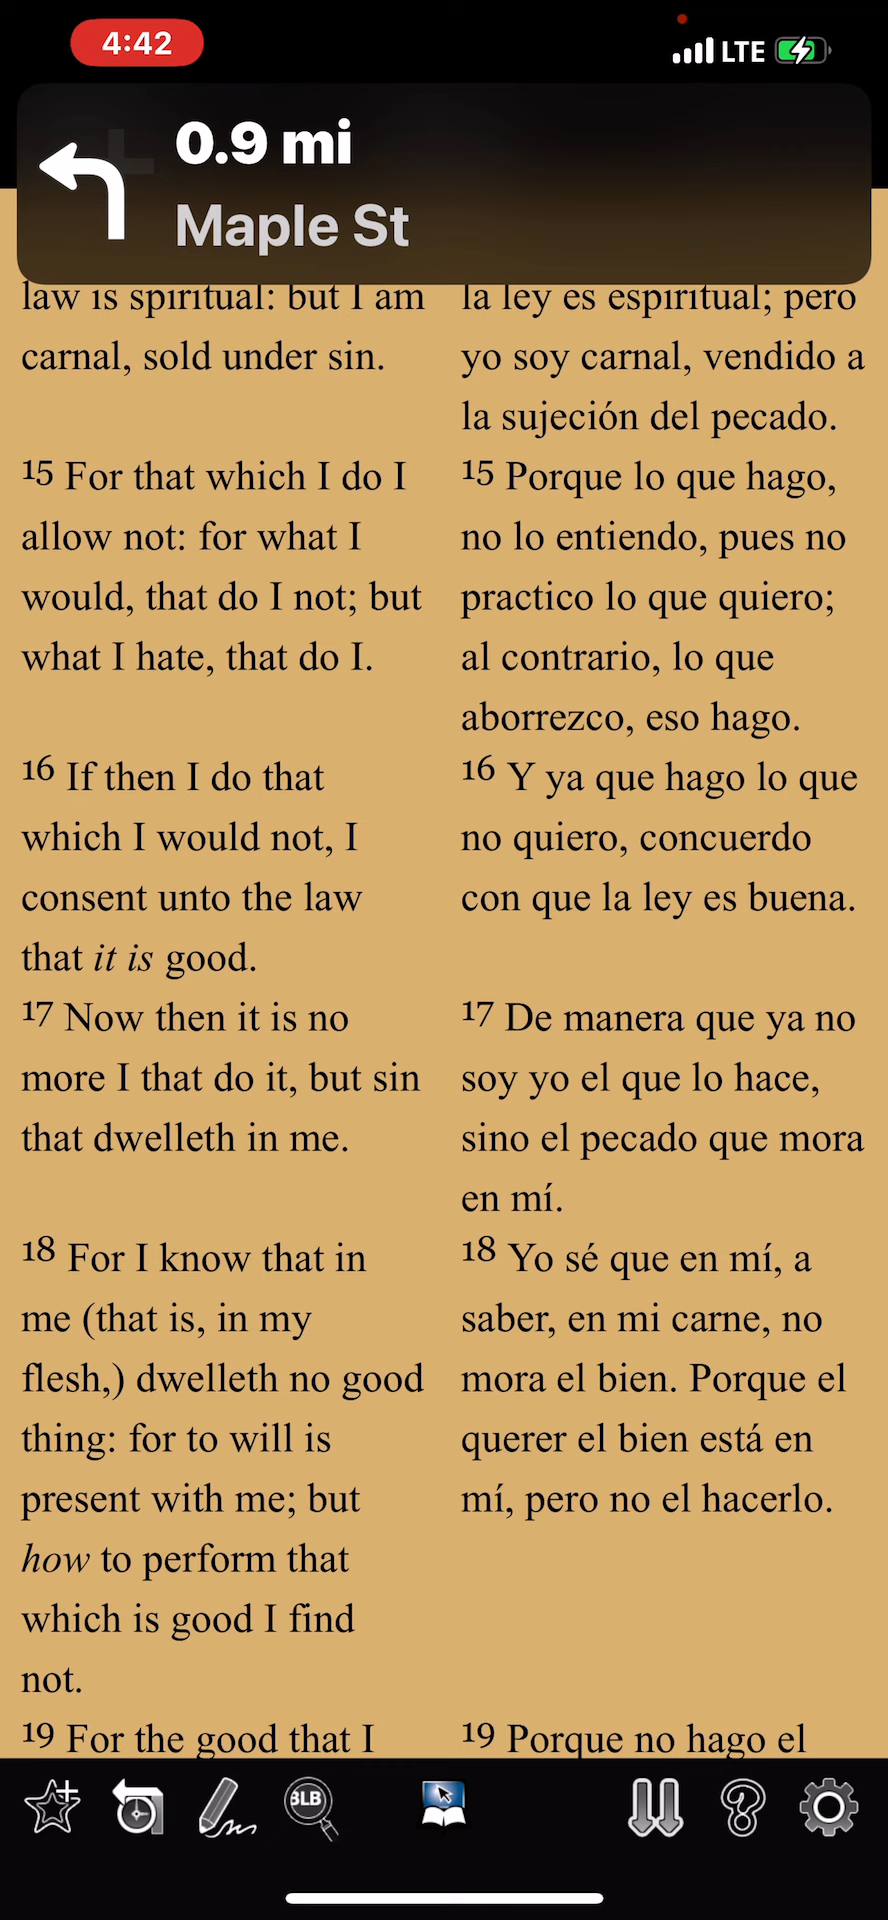 4:42
LTE
0.9 mi
Maple St
law is spiritual: but I am
carnal, sold under sin.
15 For that which I do I
allow not: for what I
would, that do I not; but
what I hate, that do I.
16 If then I do that
which I would not, I
consent unto the law
that it is good.
17 Now then it is no
more I that do it, but sin
that dwelleth in me.
18 For I know that in
me (that is, in my
flesh,) dwelleth no good
thing: for to will is
present with me; but
how to perform that
which is good I find
not.
19 For the good that I
la ley es espiritual; pero
yo soy carnal, vendido a
la sujeción del pecado.
15 Porque lo que hago,
no lo entiendo, pues no
practico lo que quiero;
al contrario, lo que
aborrezco, eso hago.
16 Y ya que hago lo que
no quiero, concuerdo
con que la ley es buena.
17 De manera que ya no
soy yo el que lo hace,
sino el pecado que mora
en mí.
18 Yo sé que en mí, a
saber, en mi carne, no
mora el bien. Porque el
querer el bien está en
mí, pero no el hacerlo.
19 Porque no hago el
BLB